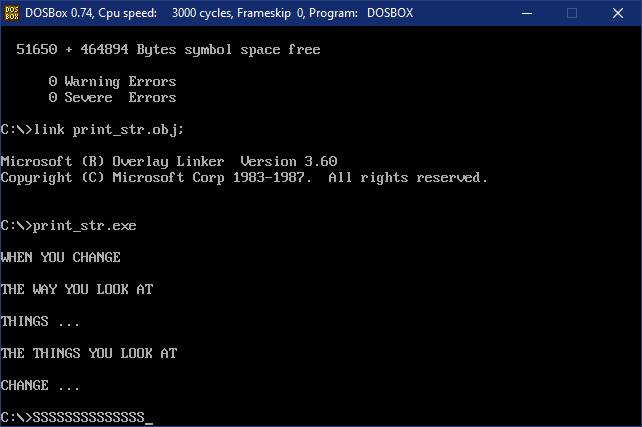 DOS BOX
DOSBox 0.74, Cpu speed: 3000 cycles, Frameskip 0, Program: DOSBOX
51650 + 464894 Bytes symbol space free
0 Warning Errors
0 Severe Errors
C:\>link print_str.obj;
Microsoft (R) Overlay Linker Version 3.60
Copyright (C) Microsoft Corp 1983-1987. All rights reserved.
C:\>print_str.exe
WHEN YOU CHANGE
THE WAY YOU LOOK AT
THINGS ...
THE THINGS YOU LOOK AT
CHANGE ...
C:\>SSSSSSSSSSSSSS_